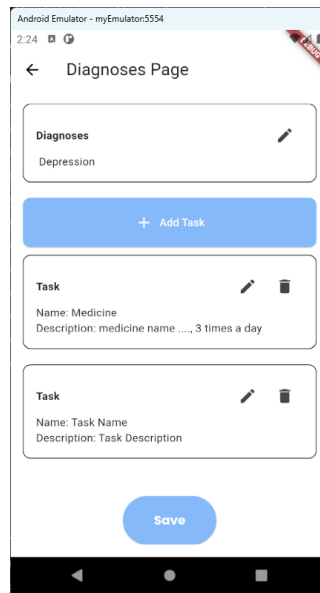 Android Emulator - myEmulator:5554
2:24
DEBUG
Diagnoses Page
Diagnoses
Depression
+ Add Task
Task
Name: Medicine
Description: medicine name ...., 3 times a day
Task
Name: Task Name
Description: Task Description
Save